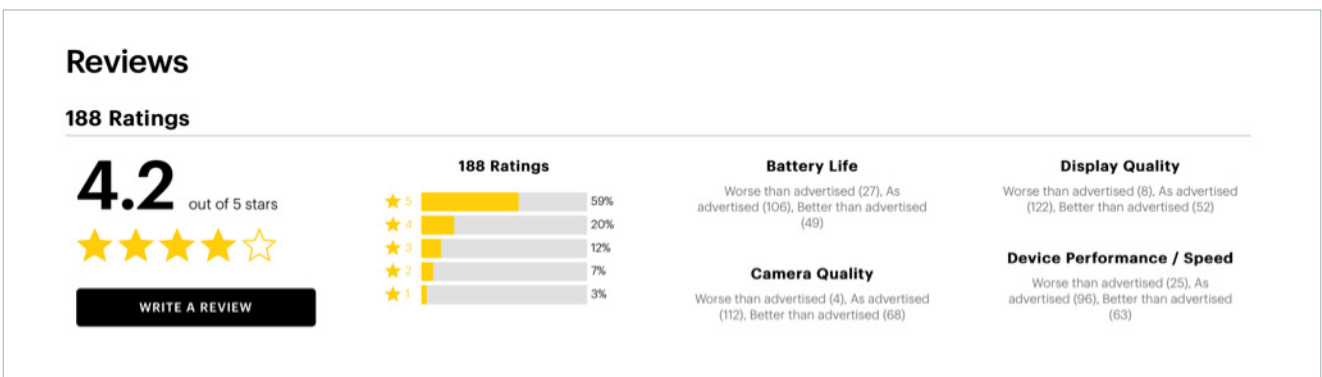 Reviews
188 Ratings
4.2 out of 5 stars
WRITE A REVIEW
188 Ratings
5 59%
4 20%
3 12%
2 7%
1 3%
Battery Life
Worse than advertised (27), As
advertised (106), Better than advertised
(49)
Camera Quality
Worse than advertised (4), As advertised
(112), Better than advertised (68)
Display Quality
Worse than advertised (8), As advertised
(122), Better than advertised (52)
Device Performance / Speed
Worse than advertised (25), As
advertised (96), Better than advertised
(63)